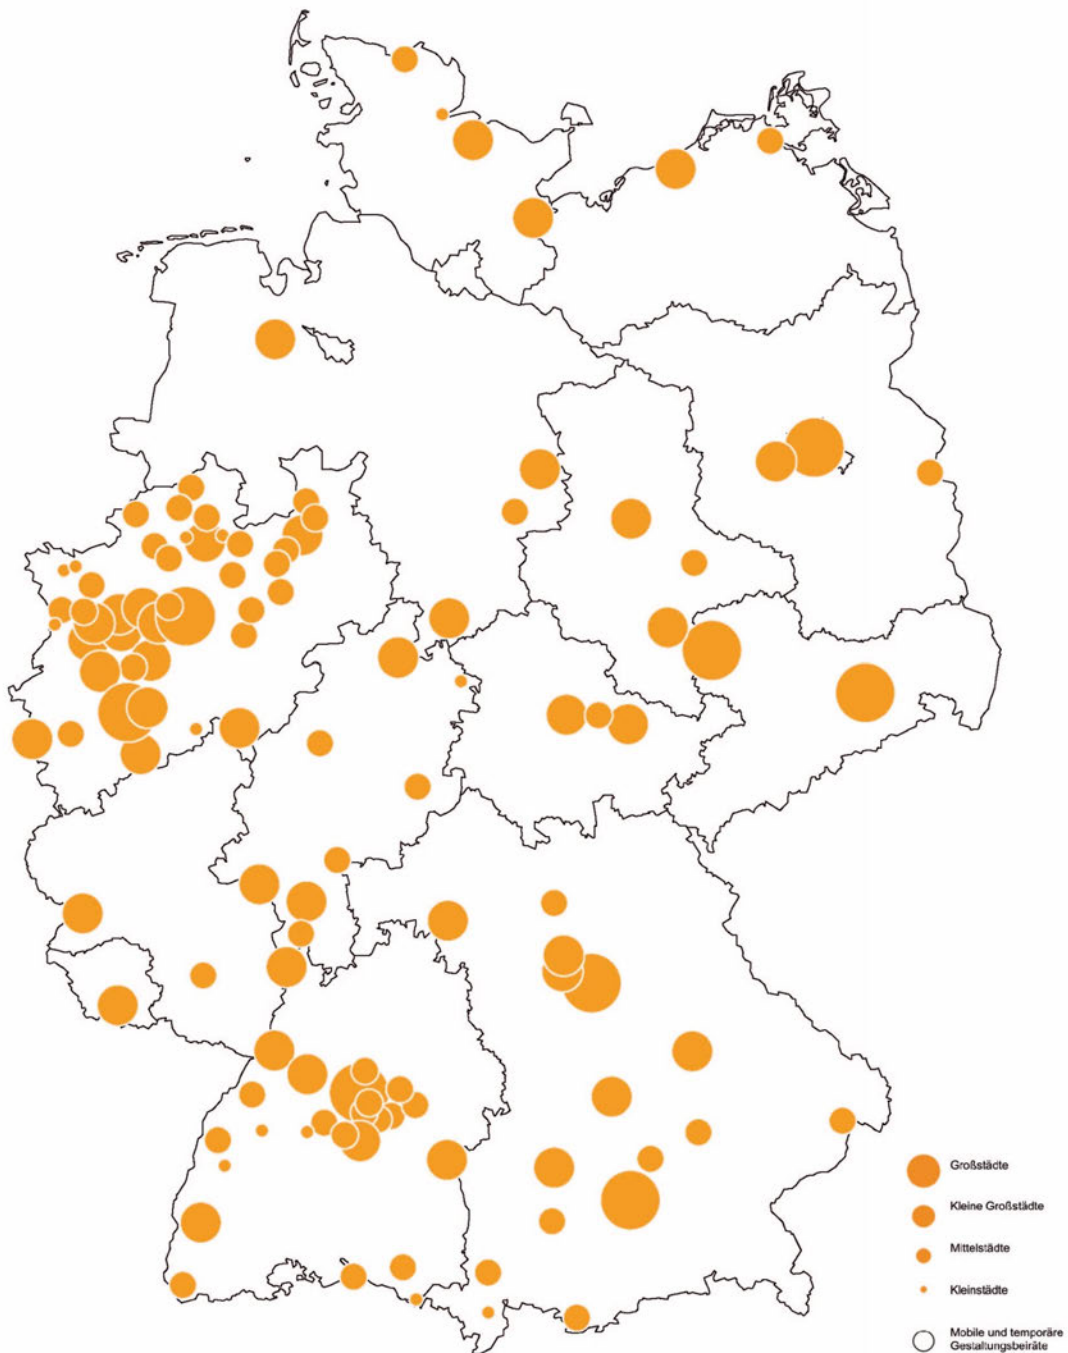 Großstädte
Kleine Großstädte
Mittelstädte
Kleinstädte
Mobile und temporäre
Gestaltungsbeiräte